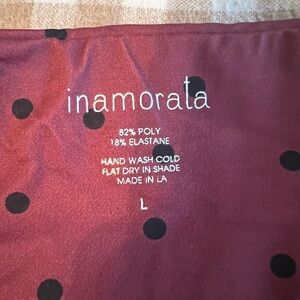 inamorata
82% POLY
18% ELASTANE
HAND WASH COLD
FLAT DRY IN SHADE
MADE IN LA
L